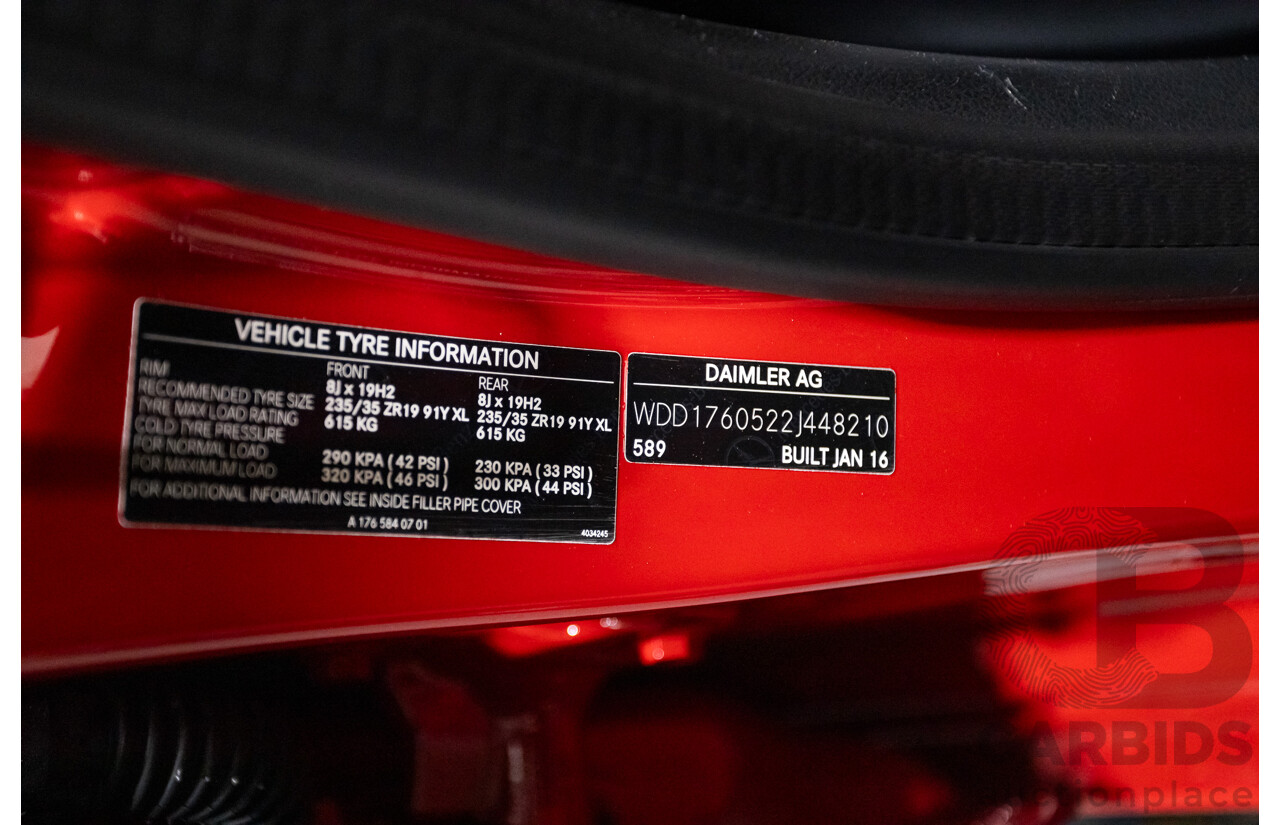 VEHICLE TYRE INFORMATION
FRONT REAR
RIM 8J x 19H2 8J x 19H2
RECOMMENDED TYRE SIZE 235/35 ZR19 91Y XL 235/35 ZR19 91Y XL
TYRE MAX LOAD RATING 615 KG 615 KG
COLD TYRE PRESSURE
FOR NORMAL LOAD 290 KPA ( 42 PSI ) 230 KPA ( 33 PSI )
FOR MAXIMUM LOAD 320 KPA ( 46 PSI ) 300 KPA ( 44 PSI )
FOR ADDITIONAL INFORMATION SEE INSIDE FILLER PIPE COVER
A 176 584 07 01
4034245
DAIMLER AG
WDD1760522J448210
589 BUILT JAN 16
CB
CARBIDS